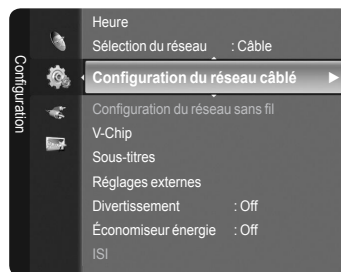 Configuration
Heure
Sélection du réseau : Câble
Configuration du réseau câblé
Configuration du réseau sans fil
V-Chip
Sous-titres
Réglages externes
Divertissement : Off
Économiseur énergie : Off
ISI